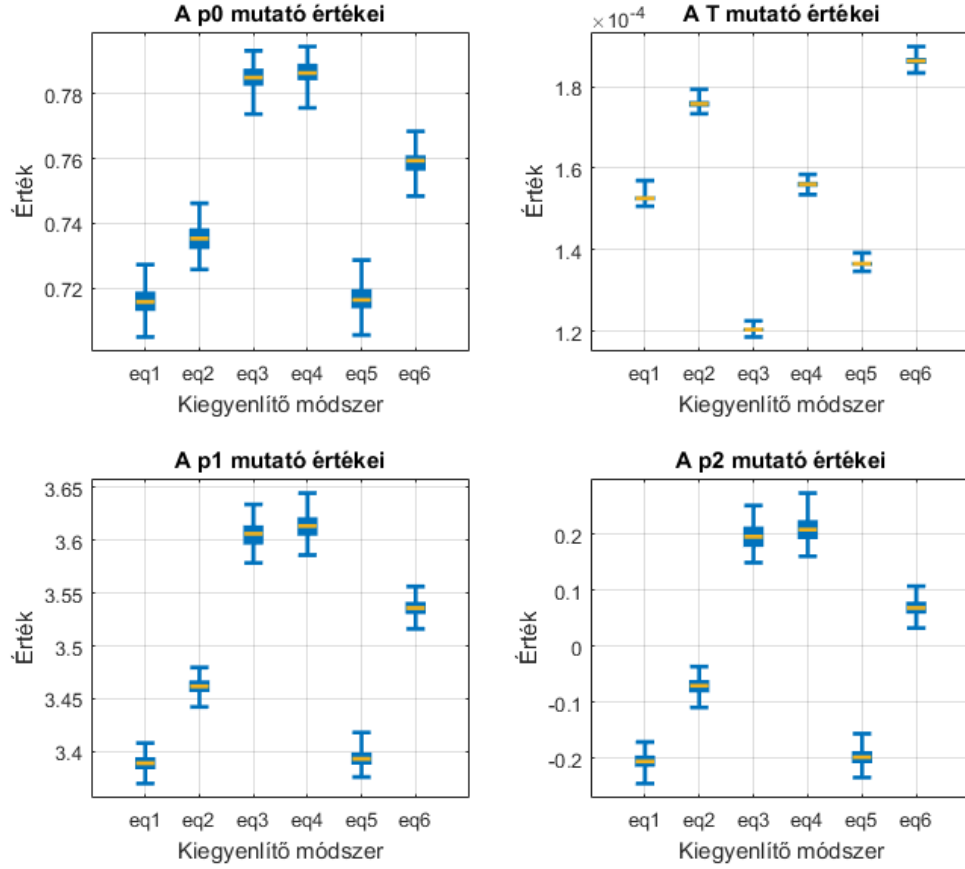 A p0 mutató értékei
0.78
0.76
0.74
0.72
Érték
eq1 eq2 eq3 eq4 eq5 eq6
Kiegyenlítő módszer
A T mutató értékei
×10⁻⁴
1.8
1.6
1.4
1.2
Érték
eq1 eq2 eq3 eq4 eq5 eq6
Kiegyenlítő módszer
A p1 mutató értékei
3.65
3.6
3.55
3.5
3.45
3.4
Érték
eq1 eq2 eq3 eq4 eq5 eq6
Kiegyenlítő módszer
A p2 mutató értékei
0.2
0.1
0
-0.1
-0.2
Érték
eq1 eq2 eq3 eq4 eq5 eq6
Kiegyenlítő módszer